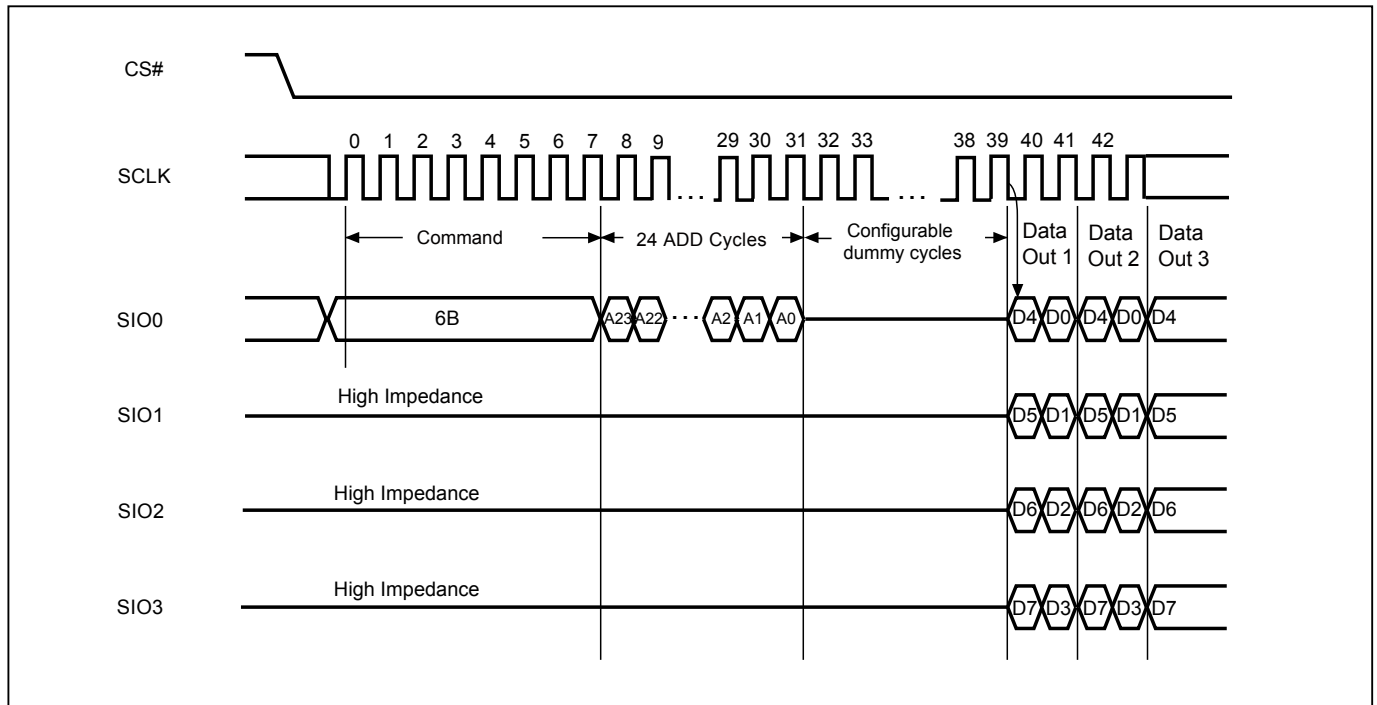 CS#
0 1 2 3 4 5 6 7 8 9 29 30 31 32 33 38 39 40 41 42
SCLK
Command 24 ADD Cycles Configurable dummy cycles Data Out 1 Data Out 2 Data Out 3
SIO0 6B A23 A22 A2 A1 A0 D4 D0 D4 D0 D4
High Impedance
SIO1 D5 D1 D5 D1 D5
High Impedance
SIO2 D6 D2 D6 D2 D6
High Impedance
SIO3 D7 D3 D7 D3 D7